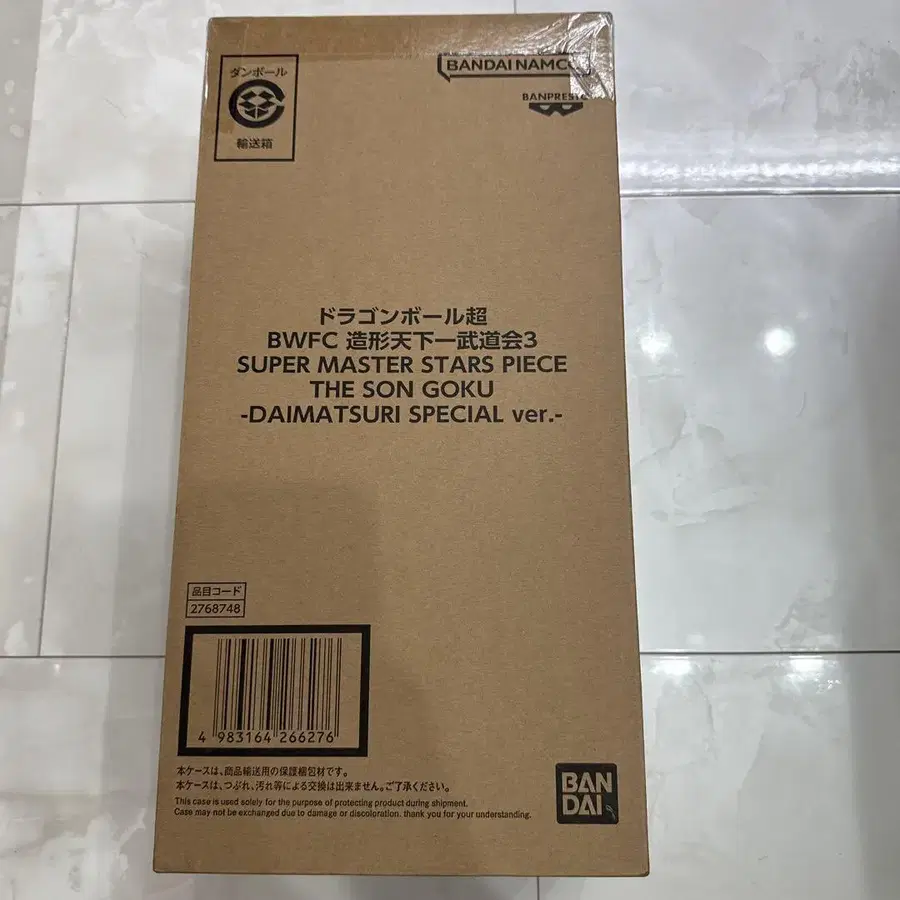 ダンボール
輸送箱
BANDAI NAMCO
BANPRESTO
ドラゴンボール超
BWFC 造形天下一武道会3
SUPER MASTER STARS PIECE
THE SON GOKU
-DAIMATSURI SPECIAL ver.-
品目コード
2768748
4 983164 266276
本ケースは、商品輸送用の保護梱包材です。
本ケースは、つぶれ、汚れ等による交換は出来ません。ご了承ください。
This case is used solely for the purpose of protecting product during shipment.
Case may not be exchanged due to damage or discoloration. thank you for your understanding.
BAN
DAI